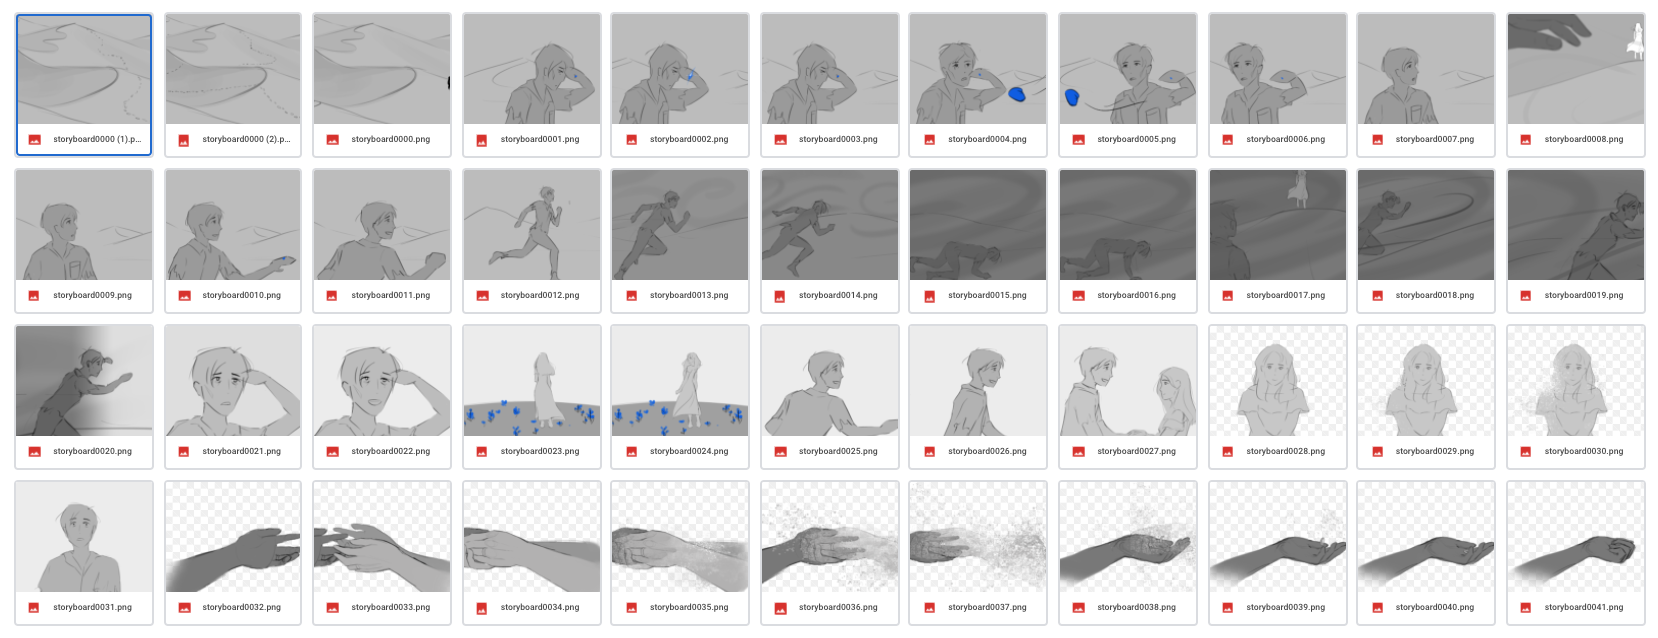 storyboard0000 (1).p...
storyboard0000 (2).p...
storyboard0000.png
storyboard0001.png
storyboard0002.png
storyboard0003.png
storyboard0004.png
storyboard0005.png
storyboard0006.png
storyboard0007.png
storyboard0008.png
storyboard0009.png
storyboard0010.png
storyboard0011.png
storyboard0012.png
storyboard0013.png
storyboard0014.png
storyboard0015.png
storyboard0016.png
storyboard0017.png
storyboard0018.png
storyboard0019.png
storyboard0020.png
storyboard0021.png
storyboard0022.png
storyboard0023.png
storyboard0024.png
storyboard0025.png
storyboard0026.png
storyboard0027.png
storyboard0028.png
storyboard0029.png
storyboard0030.png
storyboard0031.png
storyboard0032.png
storyboard0033.png
storyboard0034.png
storyboard0035.png
storyboard0036.png
storyboard0037.png
storyboard0038.png
storyboard0039.png
storyboard0040.png
storyboard0041.png